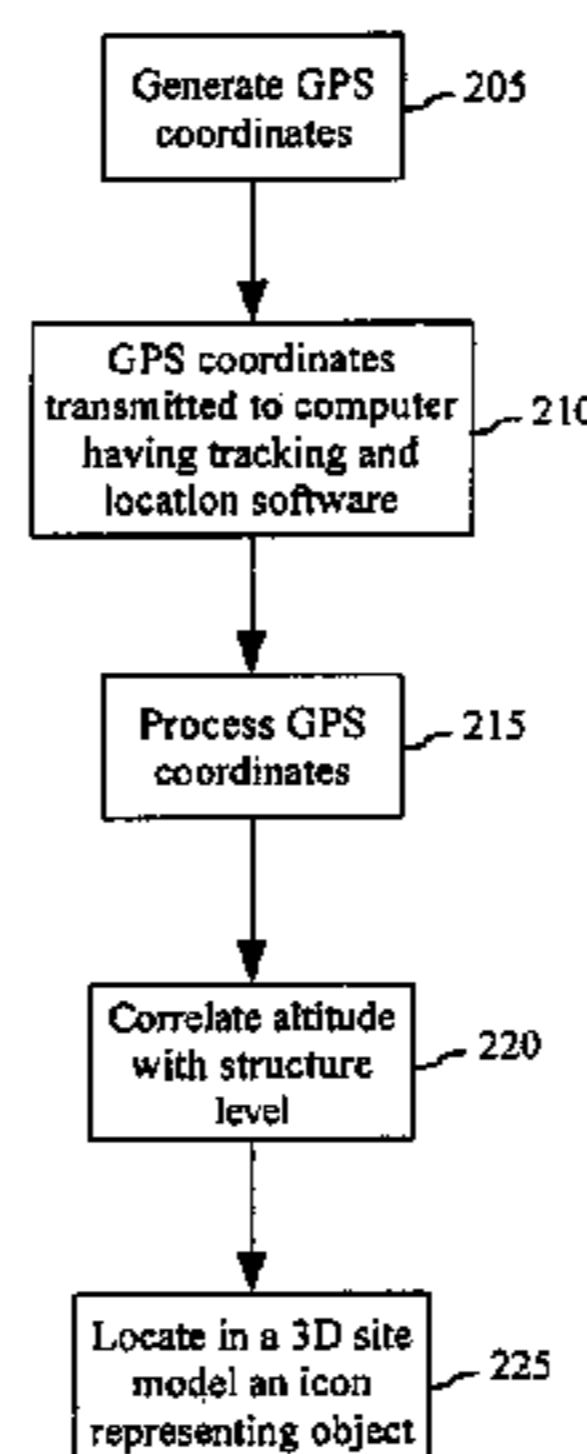 Generate GPS
coordinates
205
GPS coordinates
transmitted to computer
having tracking and
location software
210
Process GPS
coordinates
215
Correlate altitude
with structure
level
220
Locate in a 3D site
model an icon
representing object
225